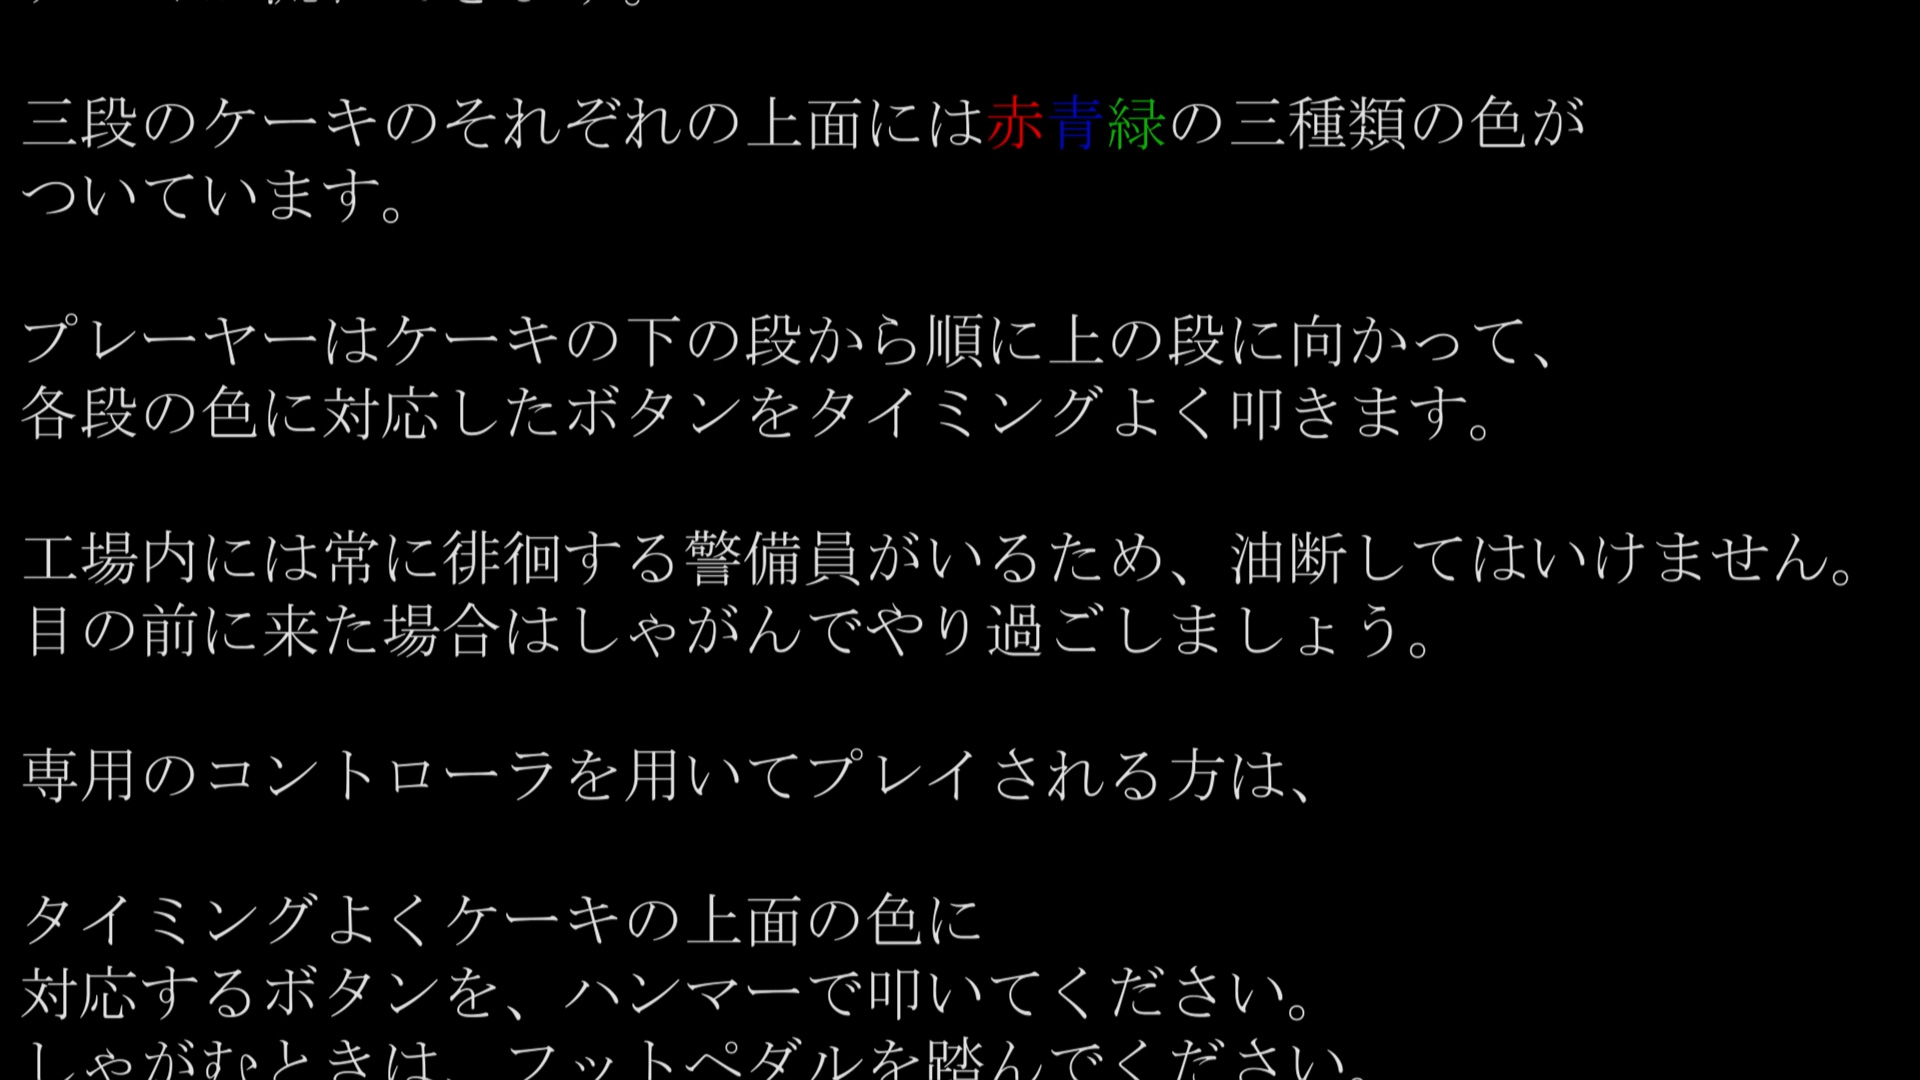 三段のケーキのそれぞれの上面には赤青緑の三種類の色が
ついています。
プレーヤーはケーキの下の段から順に上の段に向かって、
各段の色に対応したボタンをタイミングよく叩きます。
工場内には常に徘徊する警備員がいるため、油断してはいけません。
目の前に来た場合はしゃがんでやり過ごしましょう。
専用のコントローラを用いてプレイされる方は、
タイミングよくケーキの上面の色に
対応するボタンを、ハンマーで叩いてください。
しゃがむときは、フットペダルを踏んでください。